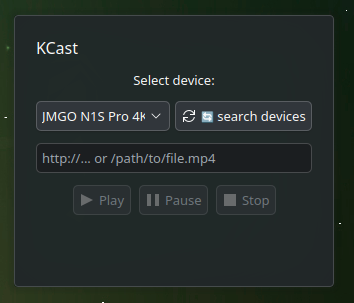 KCast
Select device:
JMGO N1S Pro 4K
search devices
http://... or /path/to/file.mp4
Play Pause Stop